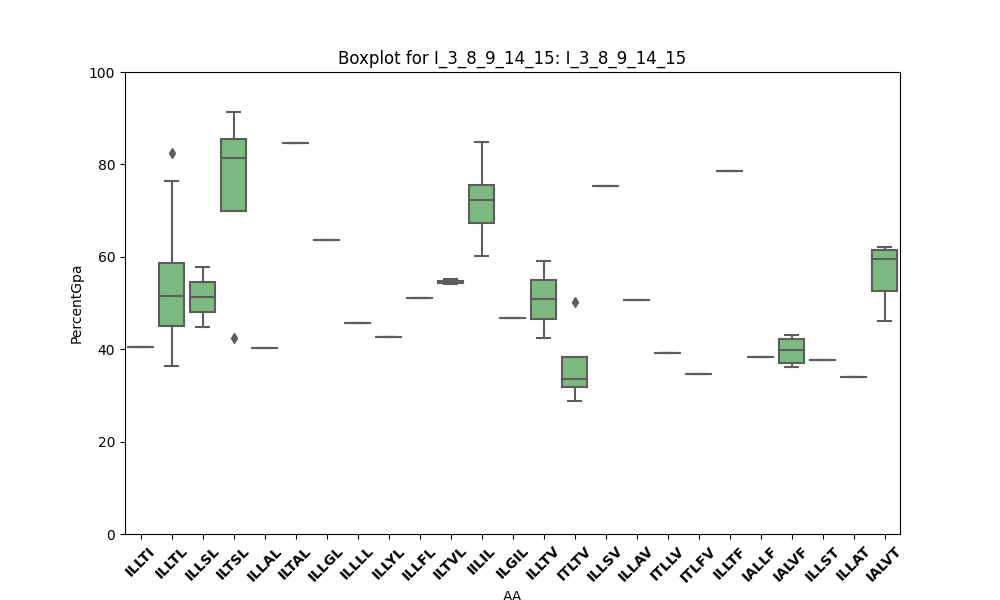 Boxplot for I_3_8_9_14_15: I_3_8_9_14_15
100
80
60
40
20
0
PercentGpa
ILLTI ILLTL ILLSL ILTSL ILLAL ILTAL ILLGL ILLLL ILLYL ILLFL ILTVL IILIL ILGIL ILLTV ITLTV ILLSV ILLAV ITLLV ITLFV ILLTF IALLF IALVF ILLST ILLAT IALVT
AA